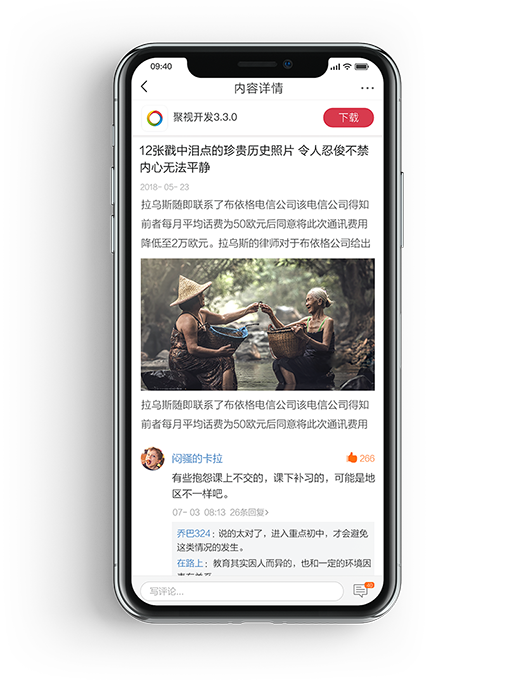 09:40
内容详情
聚视开发3.3.0
下载
12张戳中泪点的珍贵历史照片 令人忍俊不禁
内心无法平静
2018- 05- 23
拉乌斯随即联系了布依格电信公司该电信公司得知
前者每月平均话费为50欧元后同意将此次通讯费用
降低至2万欧元。拉乌斯的律师对于布依格公司给出
拉乌斯随即联系了布依格电信公司该电信公司得知
前者每月平均话费为50欧元后同意将此次通讯费用
闷骚的卡拉
266
有些抱怨课上不交的，课下补习的，可能是地
区不一样吧。
07- 03 08:13 26条回复>
乔巴324：说的太对了，进入重点初中，才会避免
这类情况的发生。
在路上：教育其实因人而异的，也和一定的环境因
写评论...